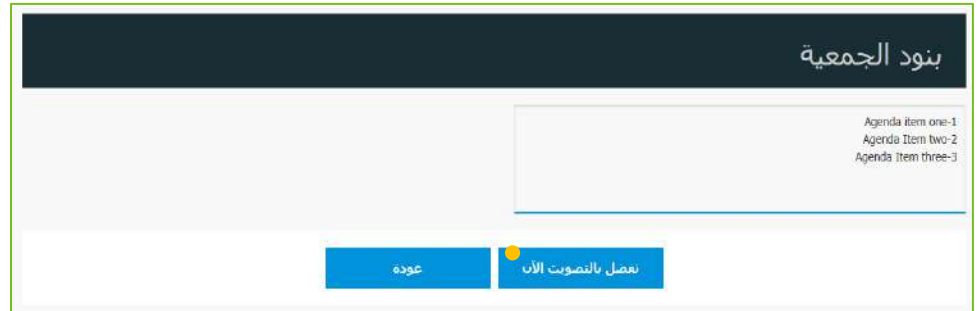 بنود الجمعية
Agenda item one-1
Agenda Item two-2
Agenda Item three-3
تفضل بالتصويت الآن
عودة